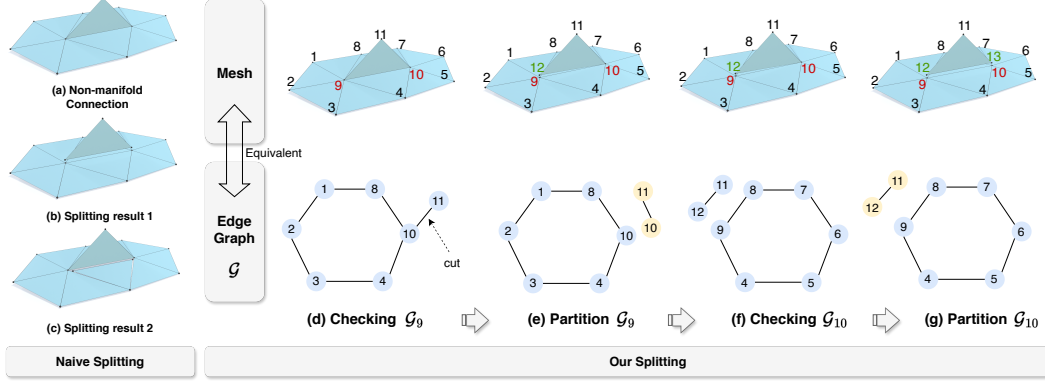 (a) Non-manifold
Connection
(b) Splitting result 1
(c) Splitting result 2
Naive Splitting
Mesh
Equivalent
Edge
Graph
𝒢
1 8 11 7 6
2 9 10 5
3 4
11
1 8 7 6
2 12 9 10 5
3 4
11
1 8 7 6
2 12 9 10 5
3 4
11
1 8 7 6
2 12 13 9 10 5
3 4
1 8 11
2 10
3 4
cut
1 8 11
2 10 10
3 4
11 8 7
12 9 6
4 5
11 8 7
12 9 6
4 5
(d) Checking 𝒢9
(e) Partition 𝒢9
(f) Checking 𝒢10
(g) Partition 𝒢10
Our Splitting